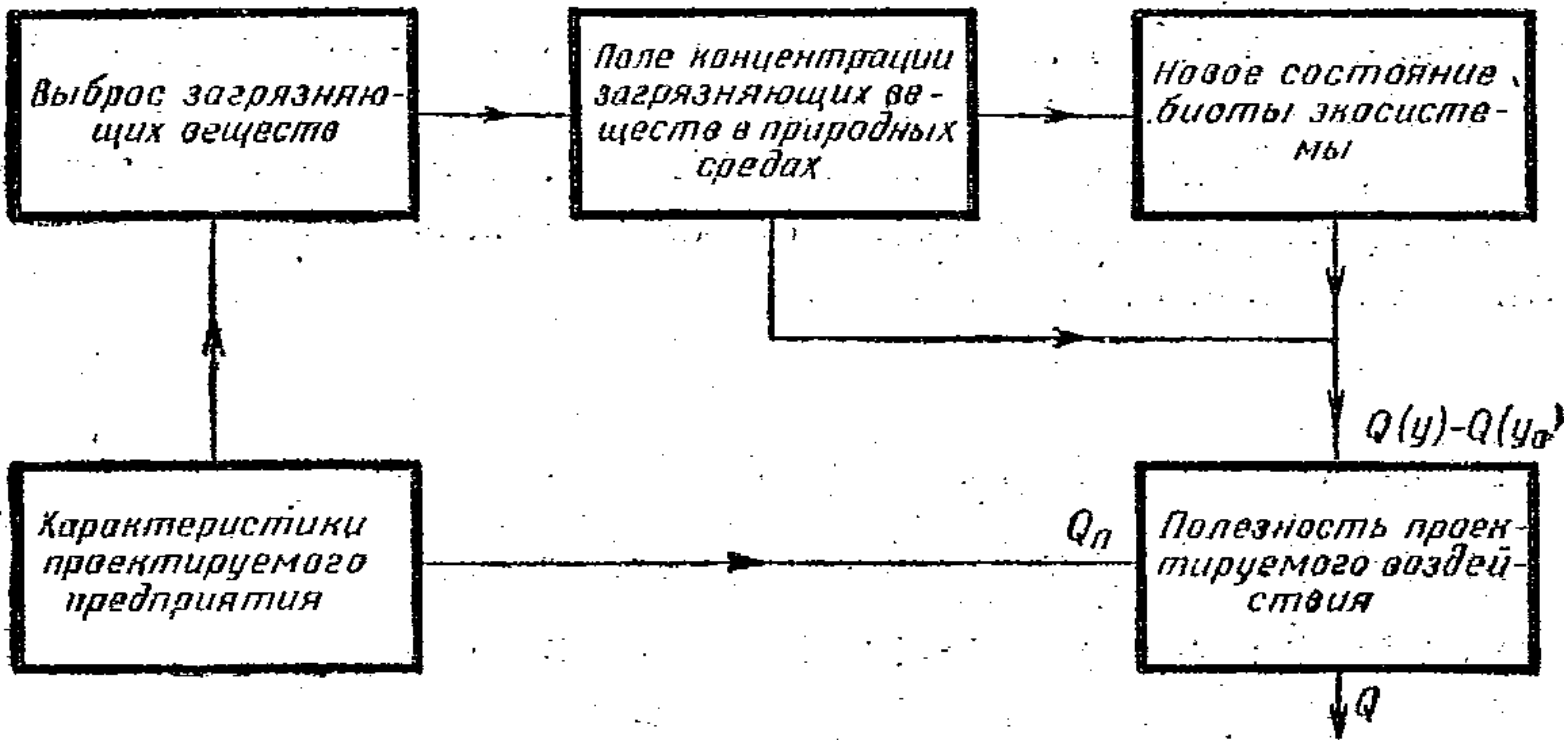 Выброс загрязняю-
щих веществ
Поле концентрации
загрязняющих ве-
ществ в природных
средах
Новое состояние
биоты экосисте-
мы
Q(y)-Q(y₀)
Характеристики
проектируемого
предприятия
Qп
Полезность проек-
тируемого воздей-
ствия
Q